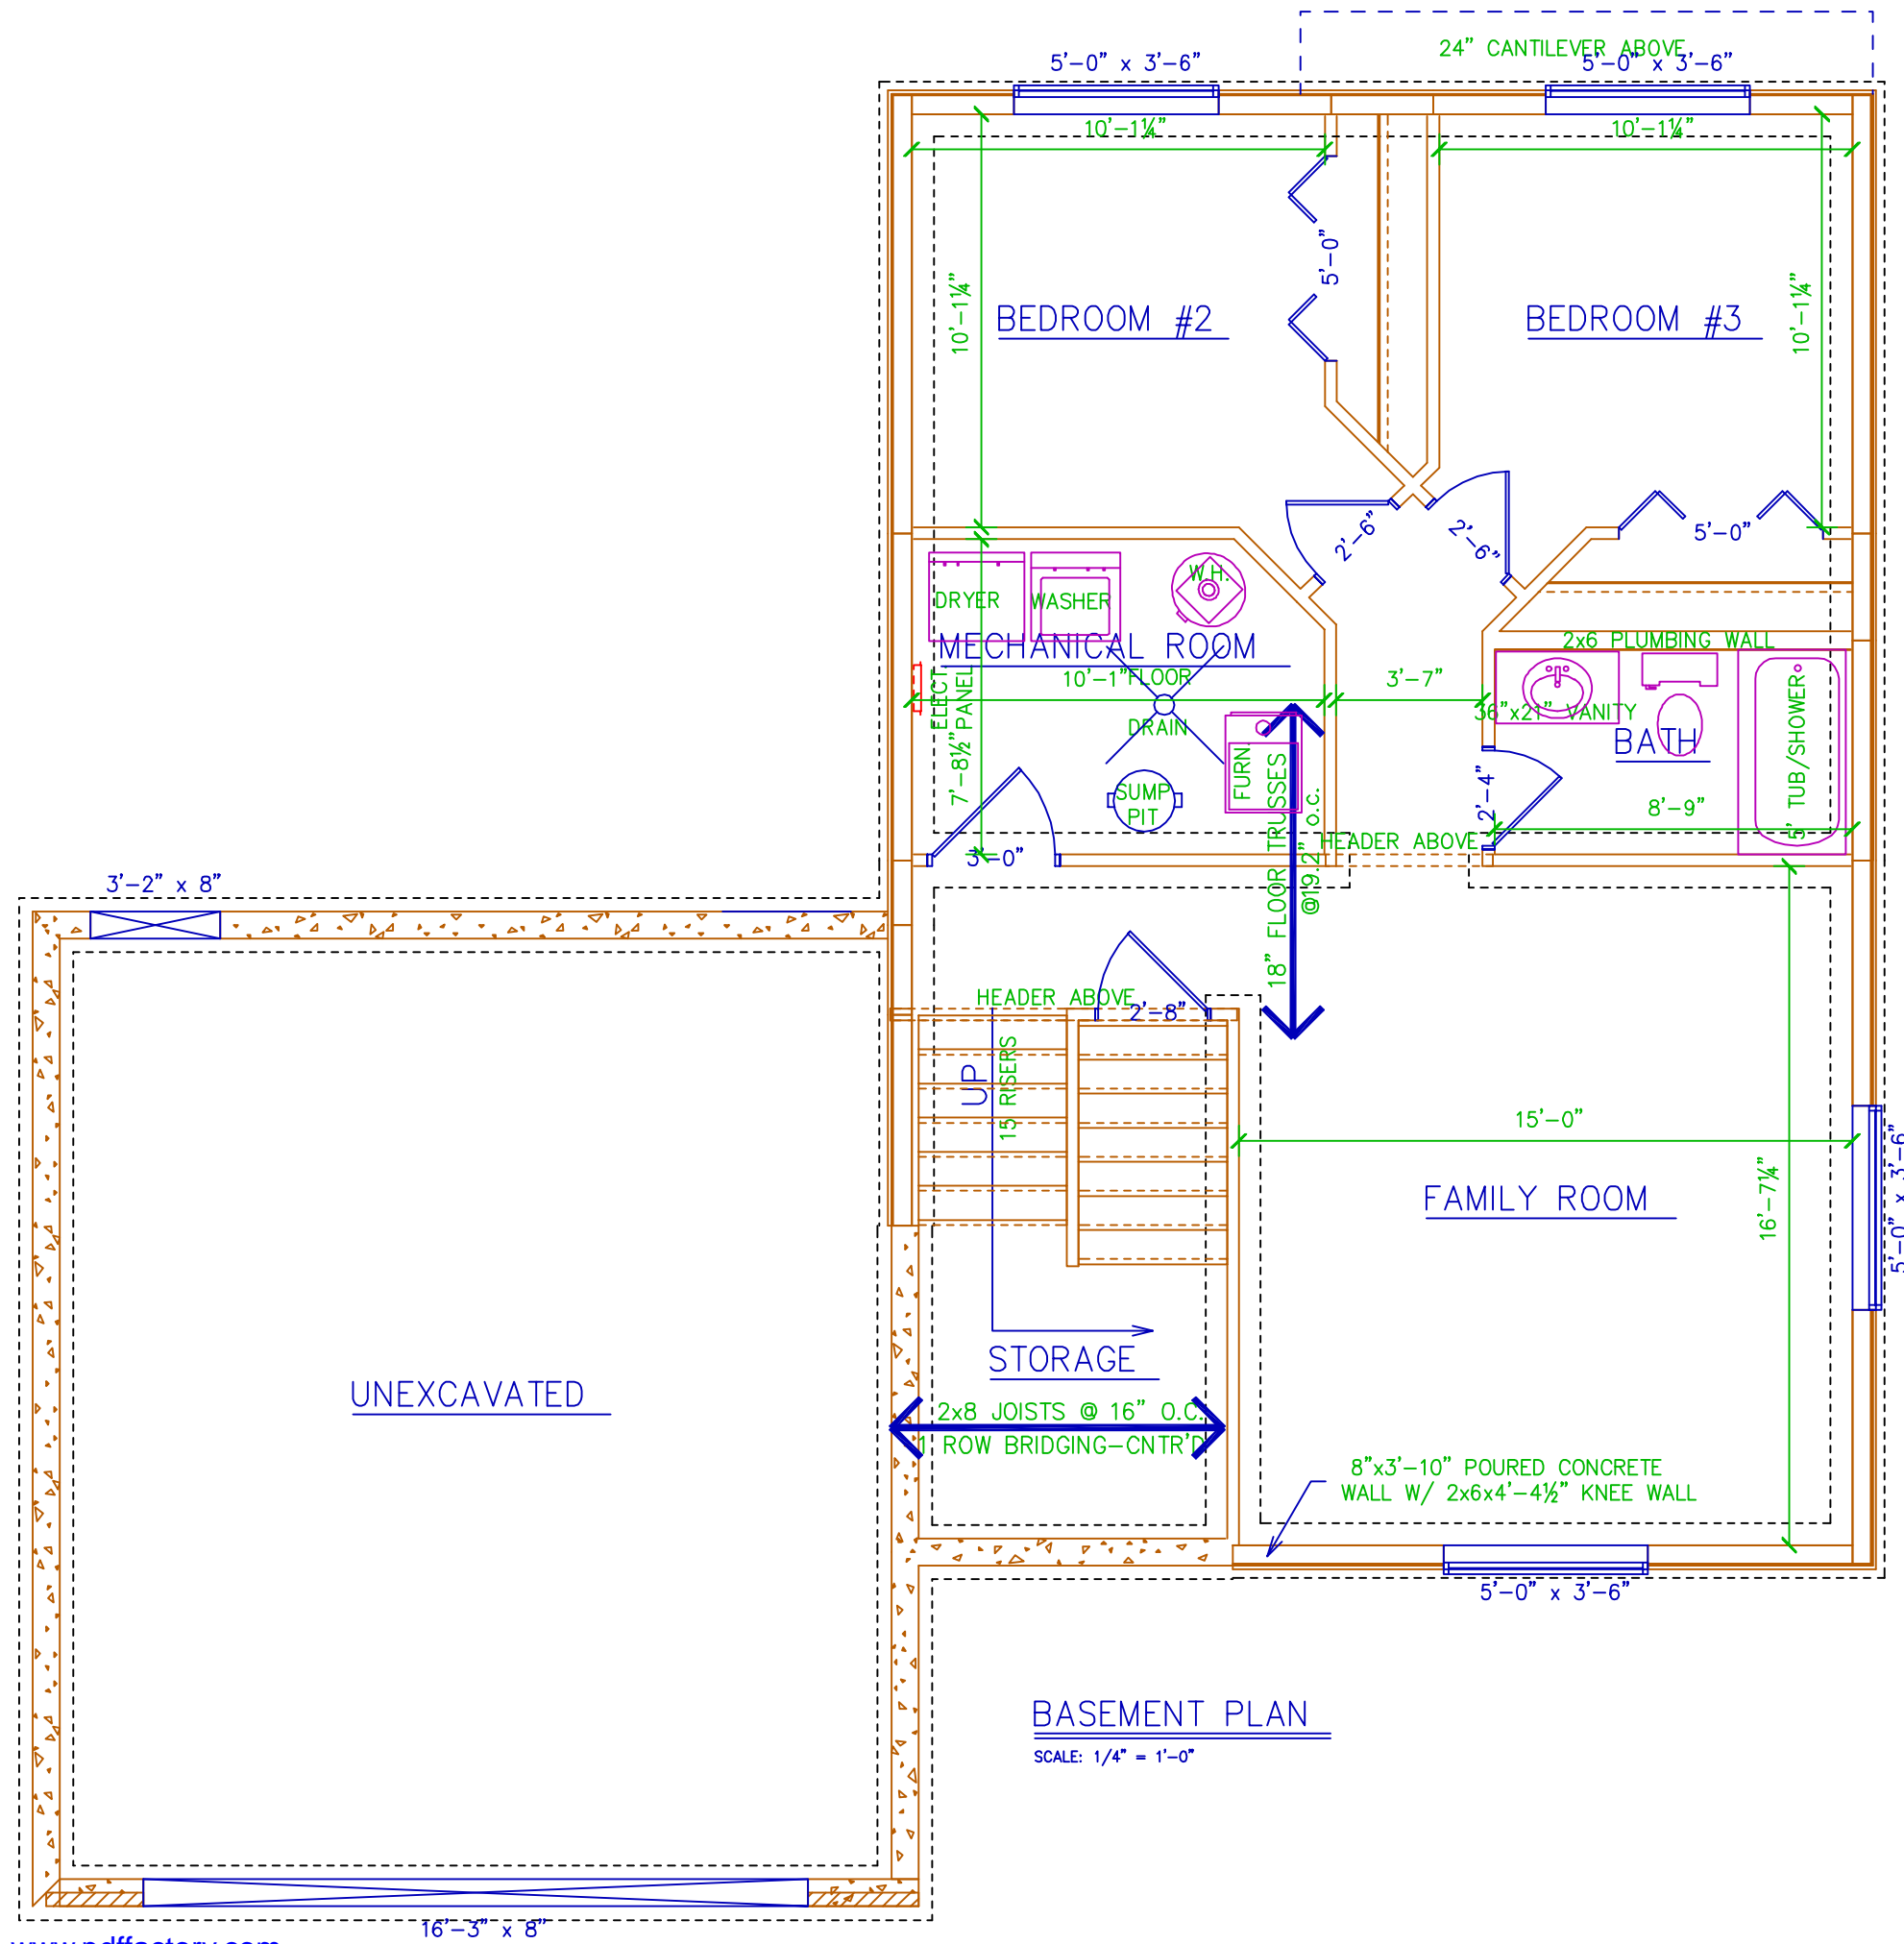 24" CANTILEVER ABOVE
5'-0" x 3'-6"
5'-0" x 3'-6"
10'-1¼"
10'-1¼"
5'-0"
10'-1¼"
10'-1¼"
BEDROOM #2
BEDROOM #3
2'-6"
2'-6"
5'-0"
W.H.
DRYER
WASHER
MECHANICAL ROOM
2x6 PLUMBING WALL
10'-1"
FLOOR
DRAIN
3'-7"
ELECT.
PANEL
36"x21" VANITY
BATH
5' TUB/SHOWER
7'-8½"
FURN.
SUMP
PIT
2'-4"
8'-9"
HEADER ABOVE
3'-0"
18" FLOOR TRUSSES
@19.2" o.c.
3'-2" x 8"
HEADER ABOVE
2'-8"
UP
15 RISERS
15'-0"
FAMILY ROOM
16'-7¼"
5'-0" x 3'-6"
STORAGE
UNEXCAVATED
2x8 JOISTS @ 16" O.C.
1 ROW BRIDGING-CNTR'D
8"x3'-10" POURED CONCRETE
WALL W/ 2x6x4'-4½" KNEE WALL
5'-0" x 3'-6"
BASEMENT PLAN
SCALE: 1/4" = 1'-0"
16'-3" x 8"
www.pdffactory.com